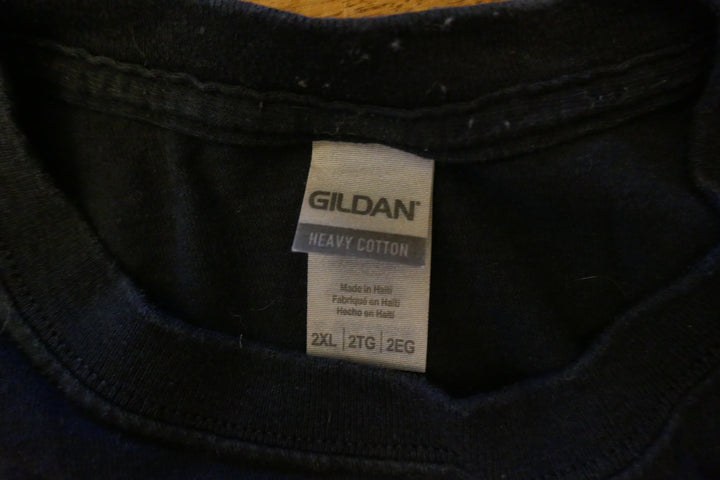 GILDAN®
HEAVY COTTON
Made in Haiti
Fabriqué en Haïti
Hecho en Haití
2XL | 2TG | 2EG